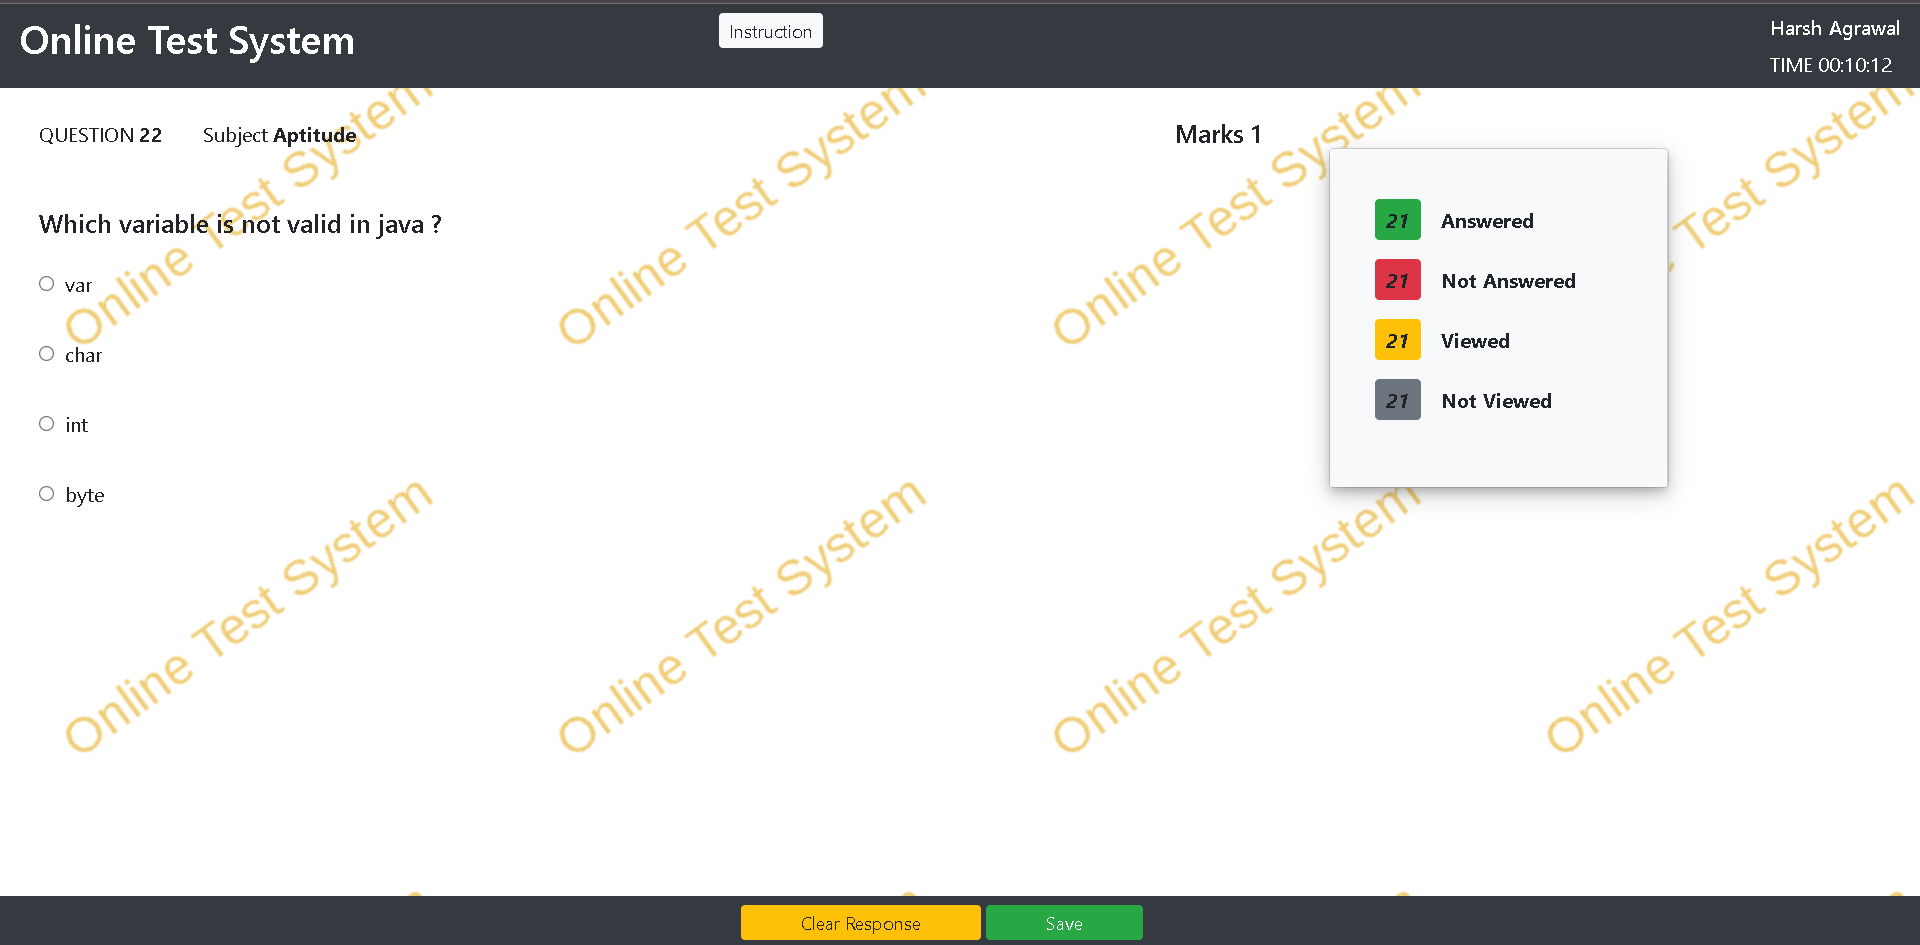 Online Test System
Instruction
Harsh Agrawal
TIME 00:10:12
QUESTION 22 Subject Aptitude
Marks 1
Which variable is not valid in java ?
var
char
int
byte
21 Answered
21 Not Answered
21 Viewed
21 Not Viewed
Online Test System
Online Test System
Online Test System
Test System
Online Test System
Online Test System
Online Test System
Online Test System
Clear Response
Save